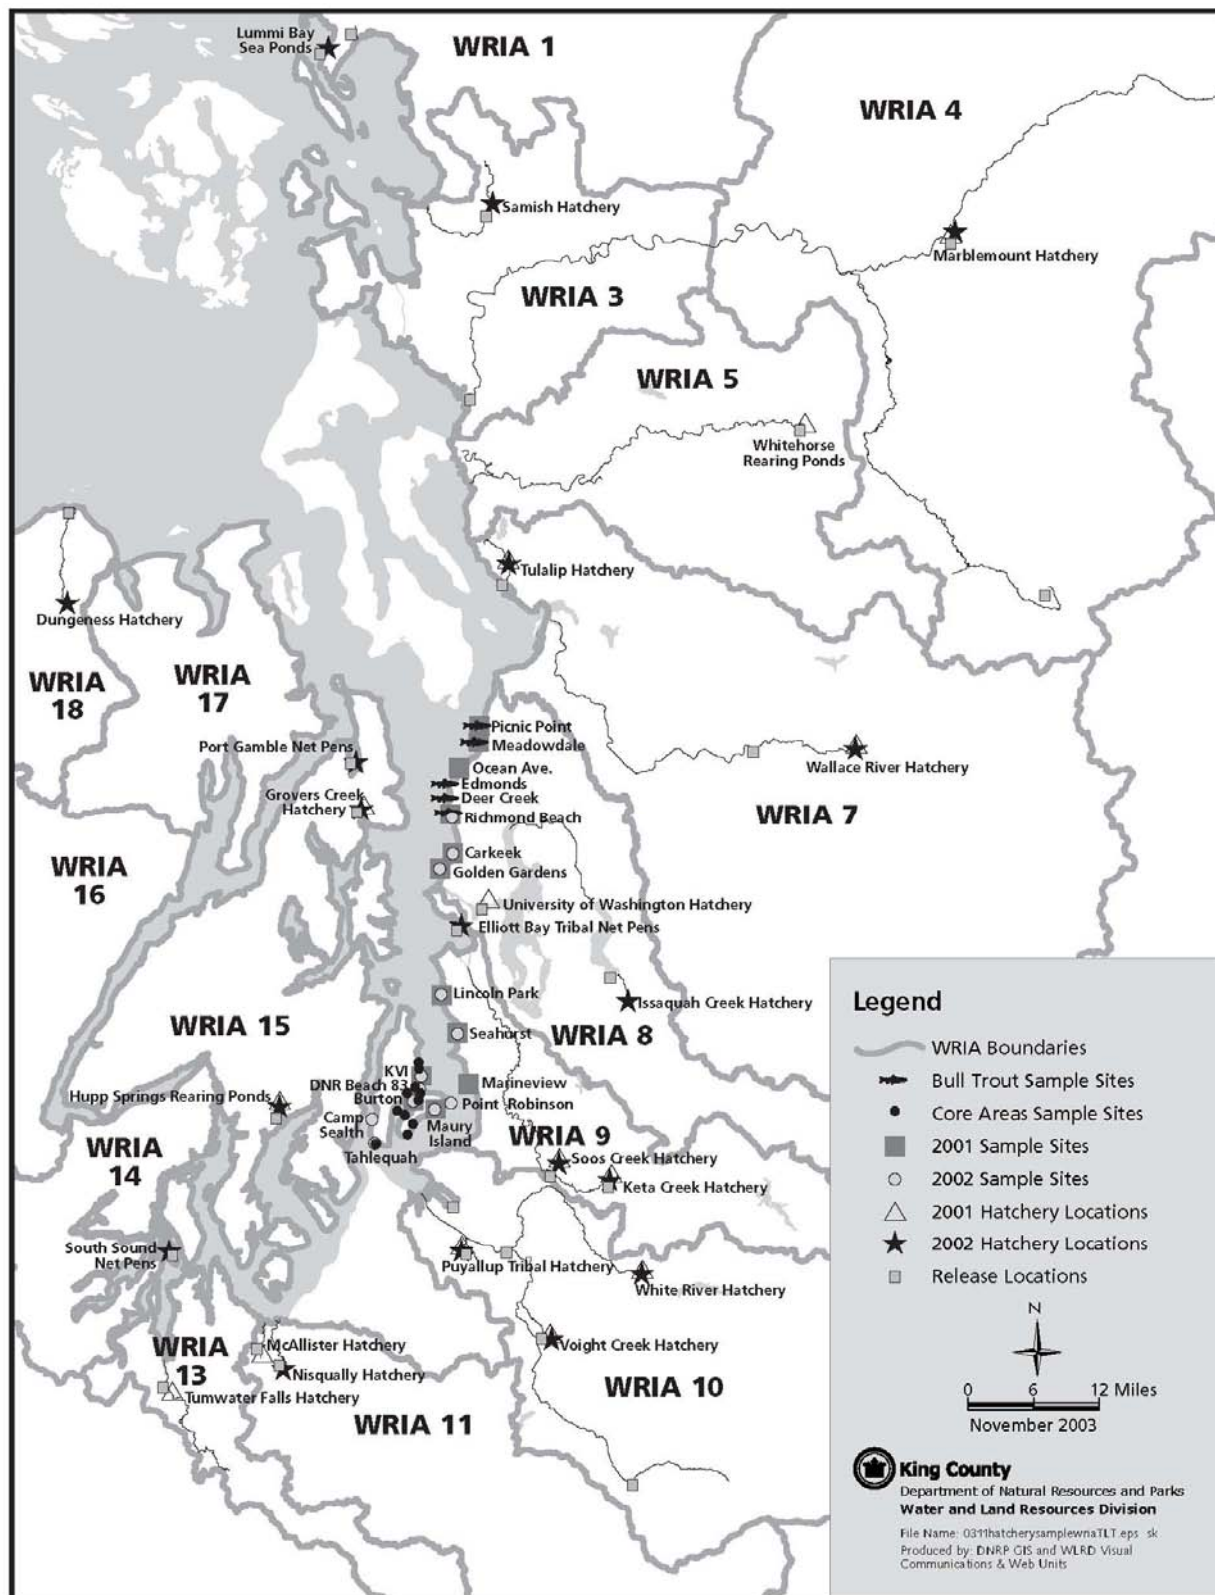 Lummi Bay
Sea Ponds
WRIA 1
WRIA 4
Samish Hatchery
Marblemount Hatchery
WRIA 3
WRIA 5
Whitehorse
Rearing Ponds
Tulalip Hatchery
Dungeness Hatchery
WRIA
18
WRIA
17
Picnic Point
Meadowdale
Port Gamble Net Pens
Ocean Ave.
Wallace River Hatchery
Edmonds
Grovers Creek
Hatchery
Deer Creek
Richmond Beach
WRIA 7
WRIA
16
Carkeek
Golden Gardens
University of Washington Hatchery
Elliott Bay Tribal Net Pens
Lincoln Park
Issaquah Creek Hatchery
WRIA 15
Seahurst
WRIA 8
KVI
DNR Beach 83
Marineview
Hupp Springs Rearing Ponds
Burton
Point Robinson
Camp
Sealth
Maury
Island
WRIA 9
WRIA
14
Tahlequah
Soos Creek Hatchery
Keta Creek Hatchery
South Sound
Net Pens
Puyallup Tribal Hatchery
White River Hatchery
WRIA
13
McAllister Hatchery
Voight Creek Hatchery
Nisqually Hatchery
Tumwater Falls Hatchery
WRIA 10
WRIA 11
Legend
WRIA Boundaries
Bull Trout Sample Sites
Core Areas Sample Sites
2001 Sample Sites
2002 Sample Sites
2001 Hatchery Locations
2002 Hatchery Locations
Release Locations
N
0 6 12 Miles
November 2003
King County
Department of Natural Resources and Parks
Water and Land Resources Division
File Name: 0311hatcherysamplewriaTLT.eps sk
Produced by: DNRP GIS and WLRD Visual
Communications & Web Units